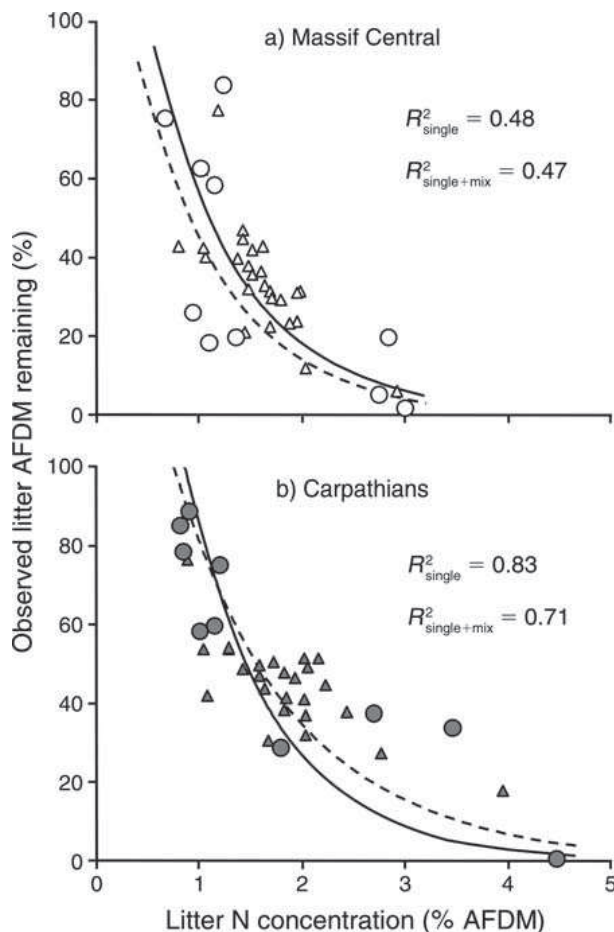 Observed litter AFDM remaining (%)
a) Massif Central
100
80
60
40
20
0
R²single = 0.48
R²single+mix = 0.47
b) Carpathians
100
80
60
40
20
0
R²single = 0.83
R²single+mix = 0.71
0 1 2 3 4 5
Litter N concentration (% AFDM)